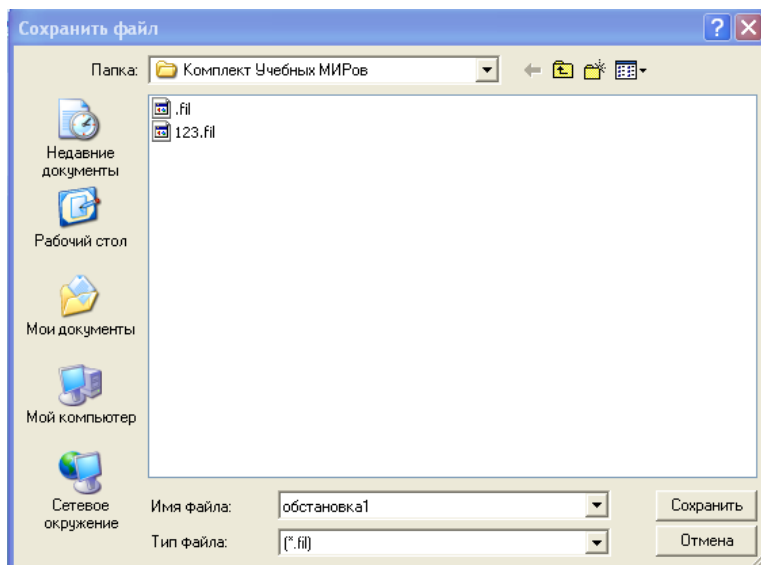 Сохранить файл
Папка: Комплект Учебных МИРов
.fil
123.fil
Недавние
документы
Рабочий стол
Мои документы
Мой компьютер
Сетевое
окружение
Имя файла: обстановка1 Сохранить
Тип файла: (*.fil) Отмена